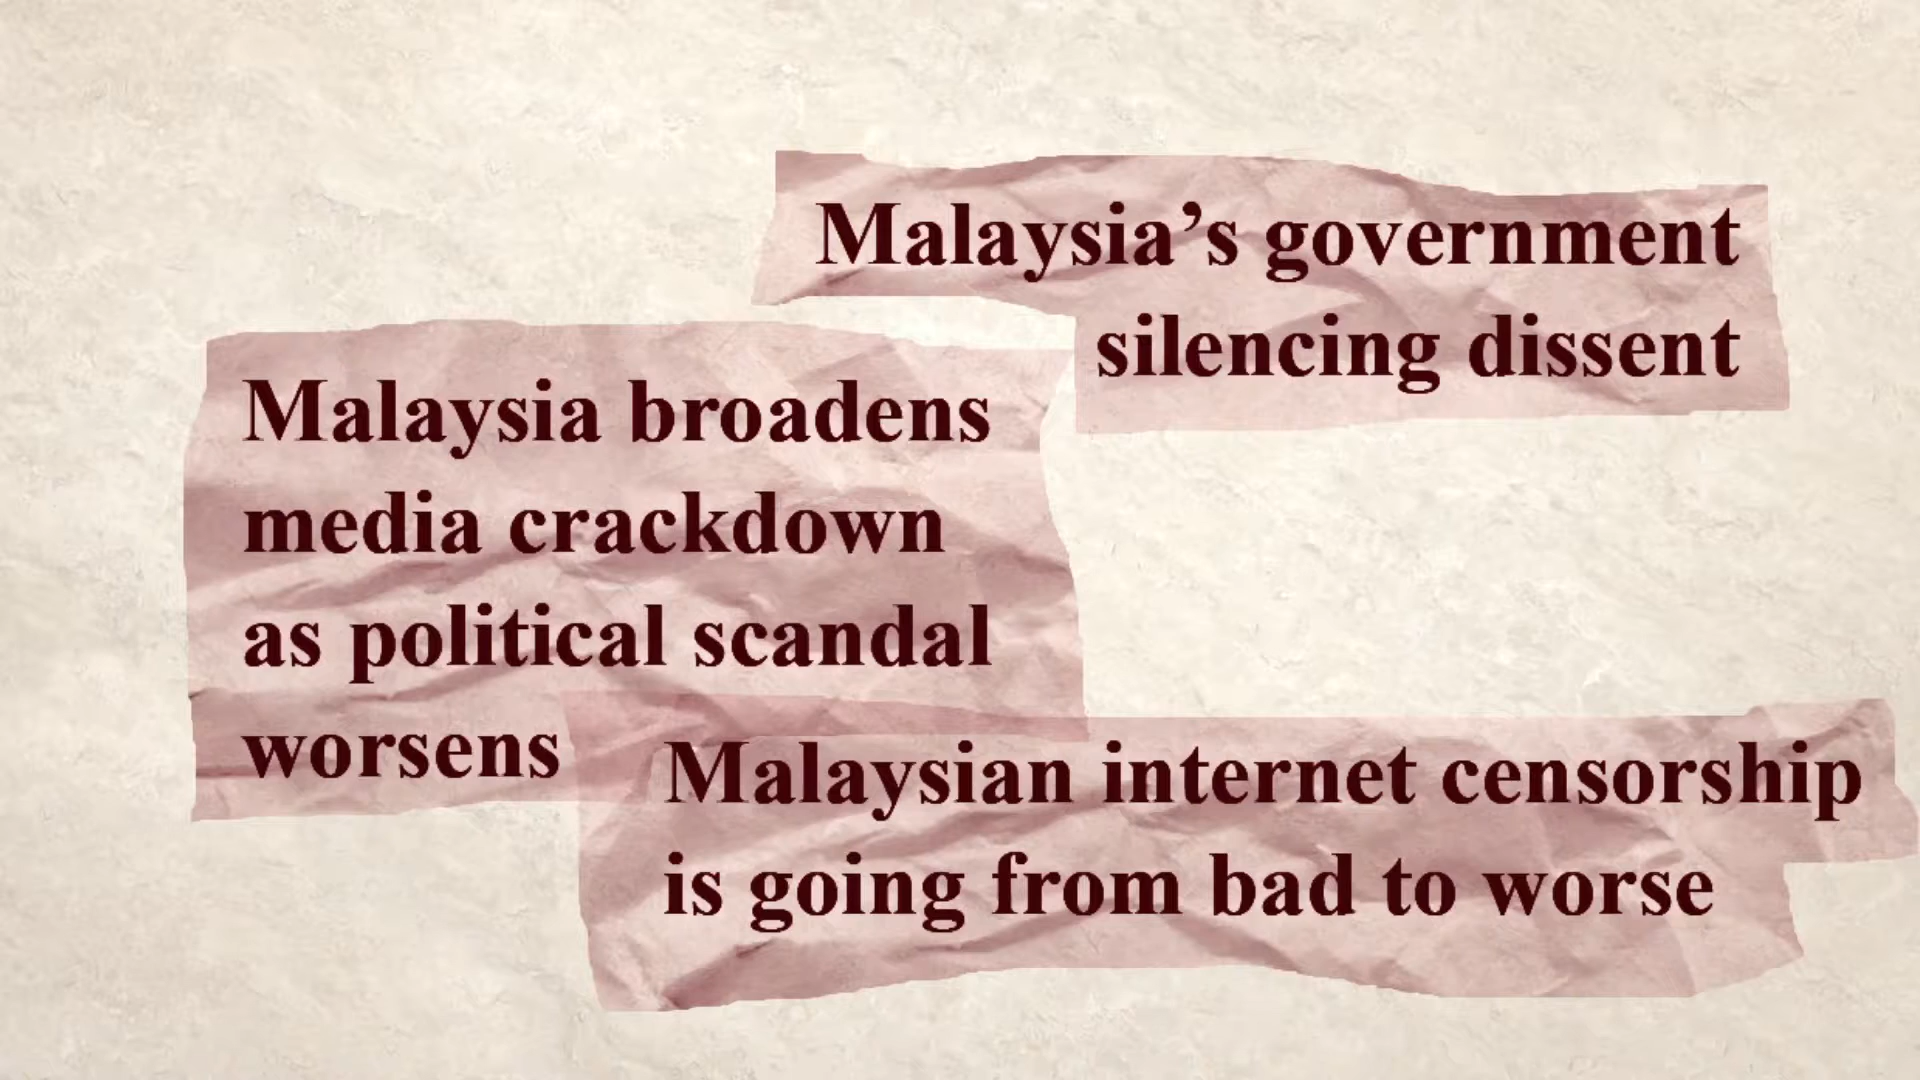 Malaysia’s government
silencing dissent
Malaysia broadens
media crackdown
as political scandal
worsens
Malaysian internet censorship
is going from bad to worse